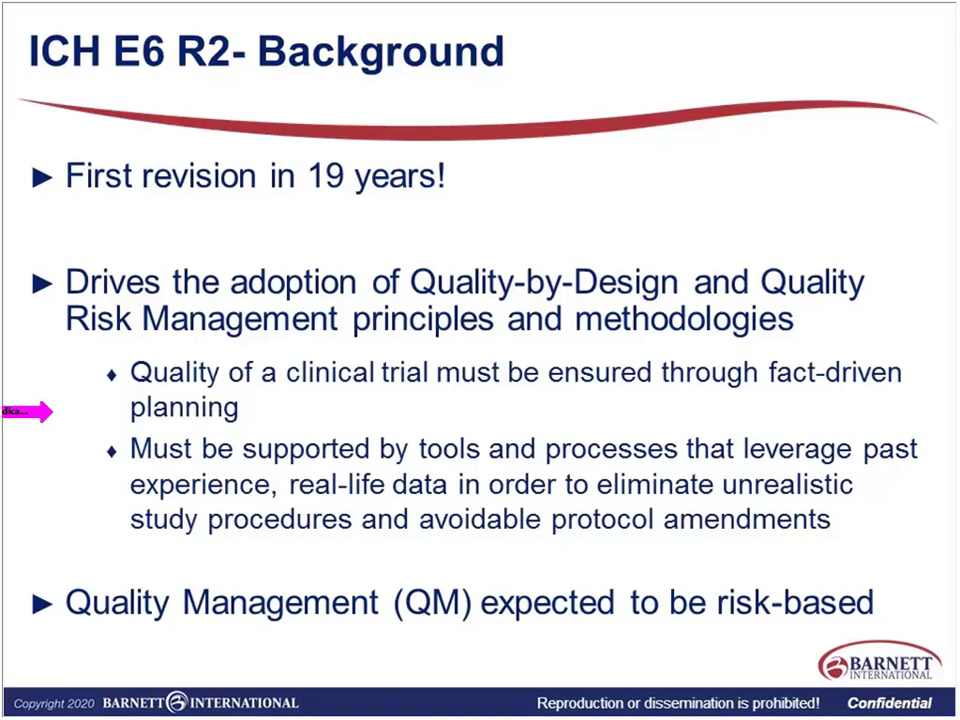 ICH E6 R2- Background
► First revision in 19 years!
► Drives the adoption of Quality-by-Design and Quality
Risk Management principles and methodologies
♦ Quality of a clinical trial must be ensured through fact-driven
planning
dka...
♦ Must be supported by tools and processes that leverage past
experience, real-life data in order to eliminate unrealistic
study procedures and avoidable protocol amendments
► Quality Management (QM) expected to be risk-based
BARNETT
INTERNATIONAL
Copyright 2020 BARNETT INTERNATIONAL Reproduction or dissemination is prohibited! Confidential